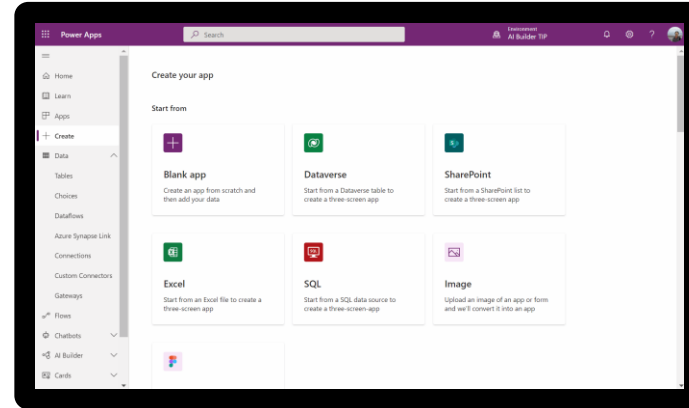 Power Apps
Search
Environment
AI Builder TIP
?
Home
Learn
Apps
Create
Data
Tables
Choices
Dataflows
Azure Synapse Link
Connections
Custom Connectors
Gateways
Flows
Chatbots
AI Builder
Cards
Create your app
Start from
Blank app
Create an app from scratch and
then add your data
Dataverse
Start from a Dataverse table to
create a three-screen app
SharePoint
Start from a SharePoint list to
create a three-screen app
Excel
Start from an Excel file to create a
three-screen app
SQL
SQL
Start from a SQL data source to
create a three-screen-app
Image
Upload an image of an app or form
and we'll convert it into an app